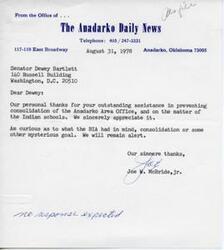 From the Office of...
The Anadarko Daily News
Telephones 405 / 247-3331
117-119 East Broadway
Anadarko, Oklahoma 73005
August 31, 1978
Senator Dewey Bartlett
140 Russell Building
Washington, D.C. 20510
Dear Dewey:
Our personal thanks for your outstanding assistance in preventing
consolidation of the Anadarko Area Office, and on the matter of
the Indian schools. We sincerely appreciate it.
Am curious as to what the BIA had in mind, consolidation or some
other mysterious goal. We will remain alert.
Our sincere thanks,
Joe
Joe W. McBride, jr.
no response expected